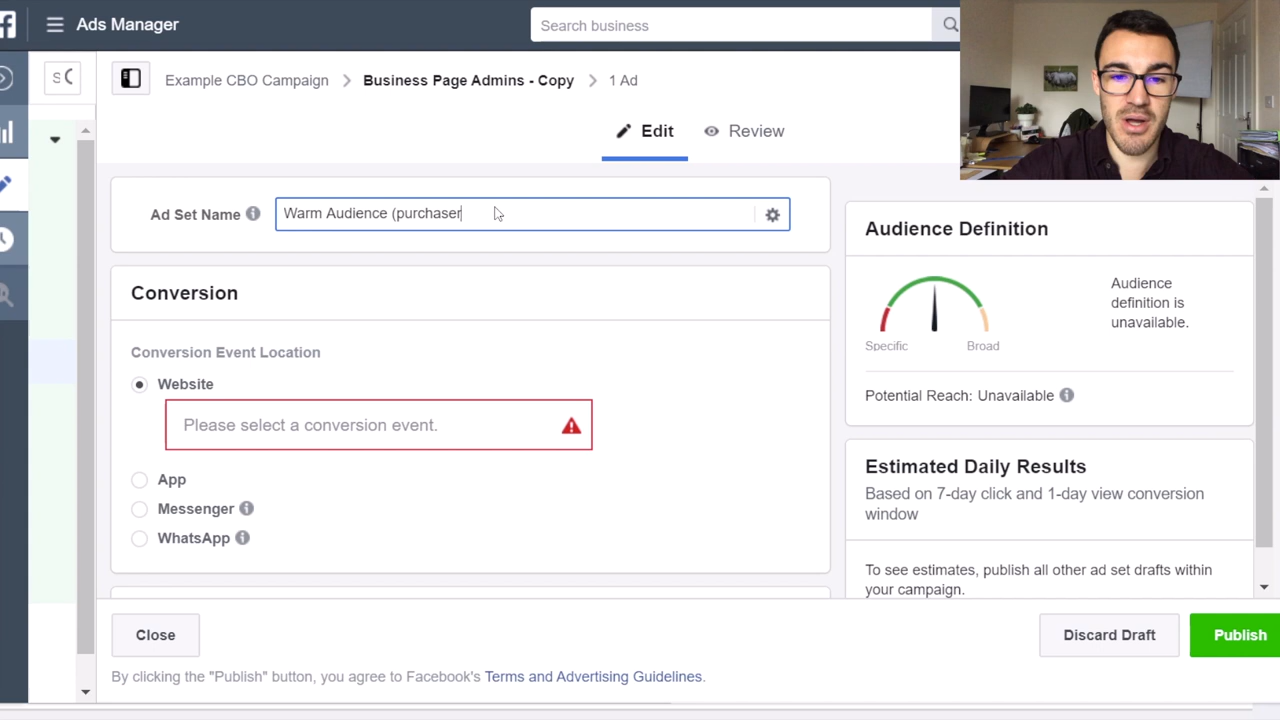 Ads Manager
Search business
Example CBO Campaign
Business Page Admins - Copy
1 Ad
Edit
Review
Ad Set Name
Warm Audience (purchaser
Conversion
Conversion Event Location
Website
Please select a conversion event.
App
Messenger
WhatsApp
Audience Definition
Audience
definition is
unavailable.
Specific
Broad
Potential Reach: Unavailable
Estimated Daily Results
Based on 7-day click and 1-day view conversion
window
To see estimates, publish all other ad set drafts within
your campaign.
Close
Discard Draft
Publish
By clicking the "Publish" button, you agree to Facebook's Terms and Advertising Guidelines.